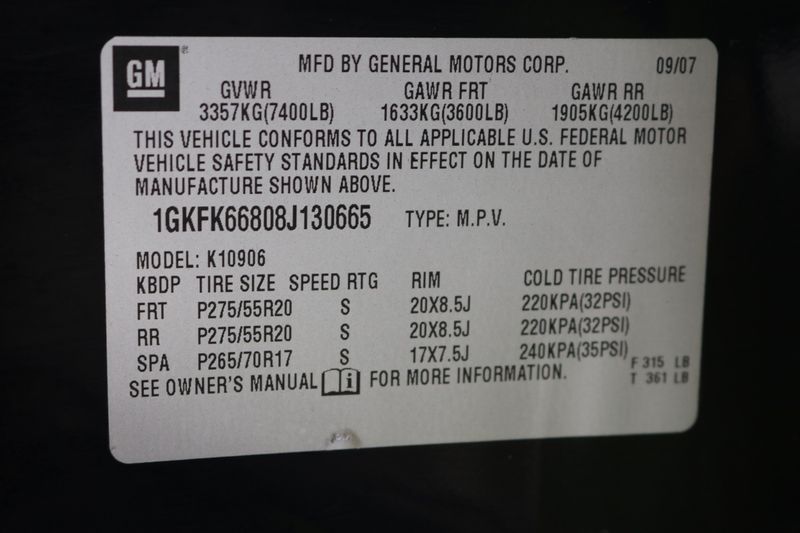 GM
MFD BY GENERAL MOTORS CORP. 09/07
GVWR GAWR FRT GAWR RR
3357KG(7400LB) 1633KG(3600LB) 1905KG(4200LB)
THIS VEHICLE CONFORMS TO ALL APPLICABLE U.S. FEDERAL MOTOR
VEHICLE SAFETY STANDARDS IN EFFECT ON THE DATE OF
MANUFACTURE SHOWN ABOVE.
1GKFK66808J130665 TYPE: M.P.V.
MODEL: K10906
KBDP TIRE SIZE SPEED RTG RIM COLD TIRE PRESSURE
FRT P275/55R20 S 20X8.5J 220KPA(32PSI)
RR P275/55R20 S 20X8.5J 220KPA(32PSI)
SPA P265/70R17 S 17X7.5J 240KPA(35PSI)
F 315 LB
SEE OWNER'S MANUAL i FOR MORE INFORMATION. T 361 LB